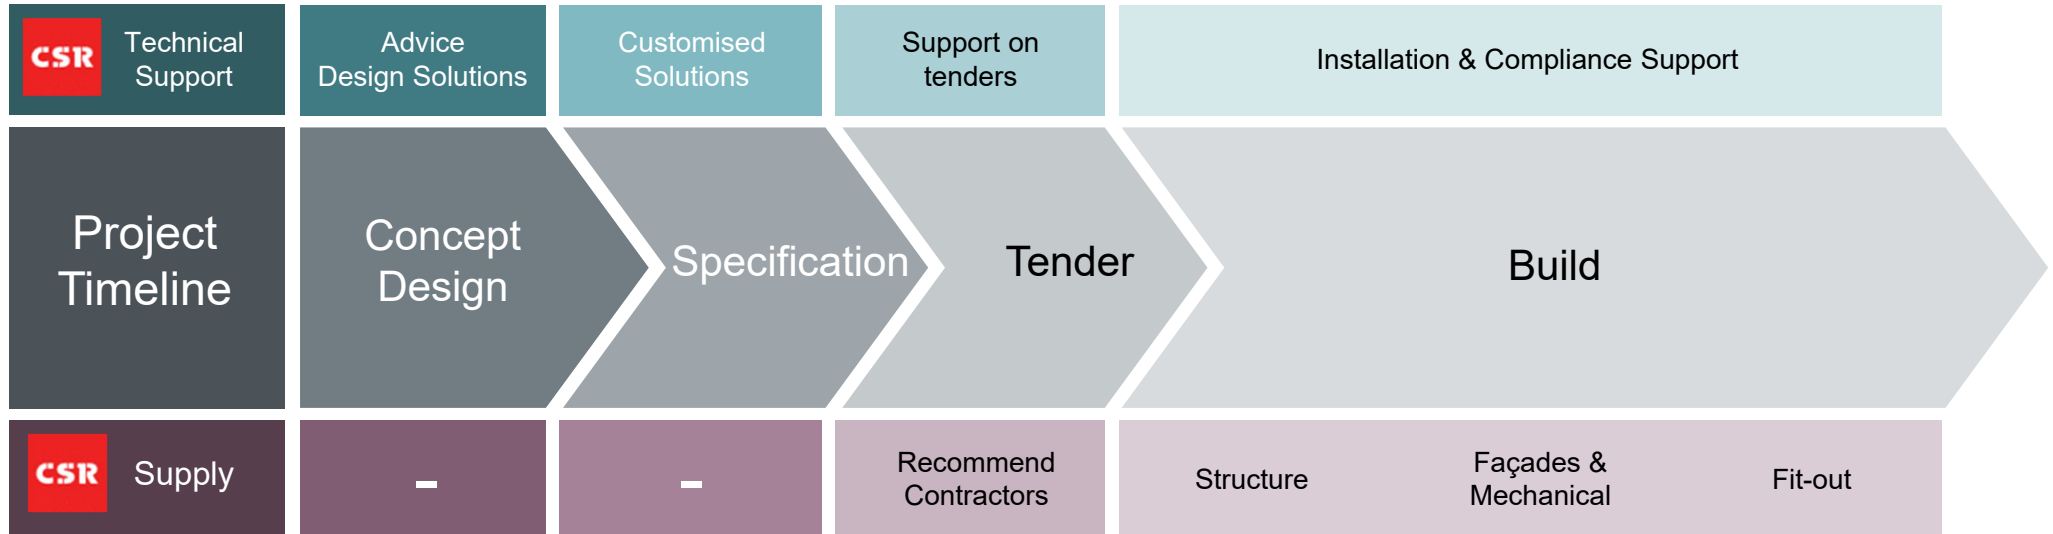 CSR
Technical
Support
Advice
Design Solutions
Customised
Solutions
Support on
tenders
Installation & Compliance Support
Project
Timeline
Concept
Design
Specification
Tender
Build
CSR
Supply
-
-
Recommend
Contractors
Structure
Façades &
Mechanical
Fit-out